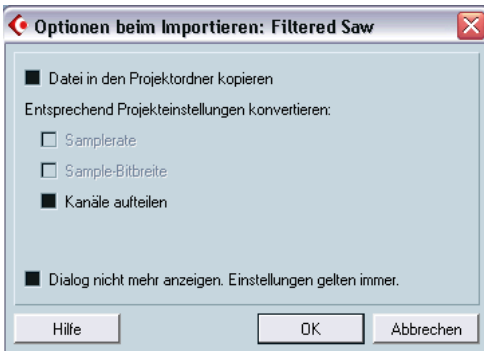 Optionen beim Importieren: Filtered Saw
Datei in den Projektordner kopieren
Entsprechend Projekteinstellungen konvertieren:
Samplerate
Sample-Bitbreite
Kanäle aufteilen
Dialog nicht mehr anzeigen. Einstellungen gelten immer.
Hilfe
OK
Abbrechen